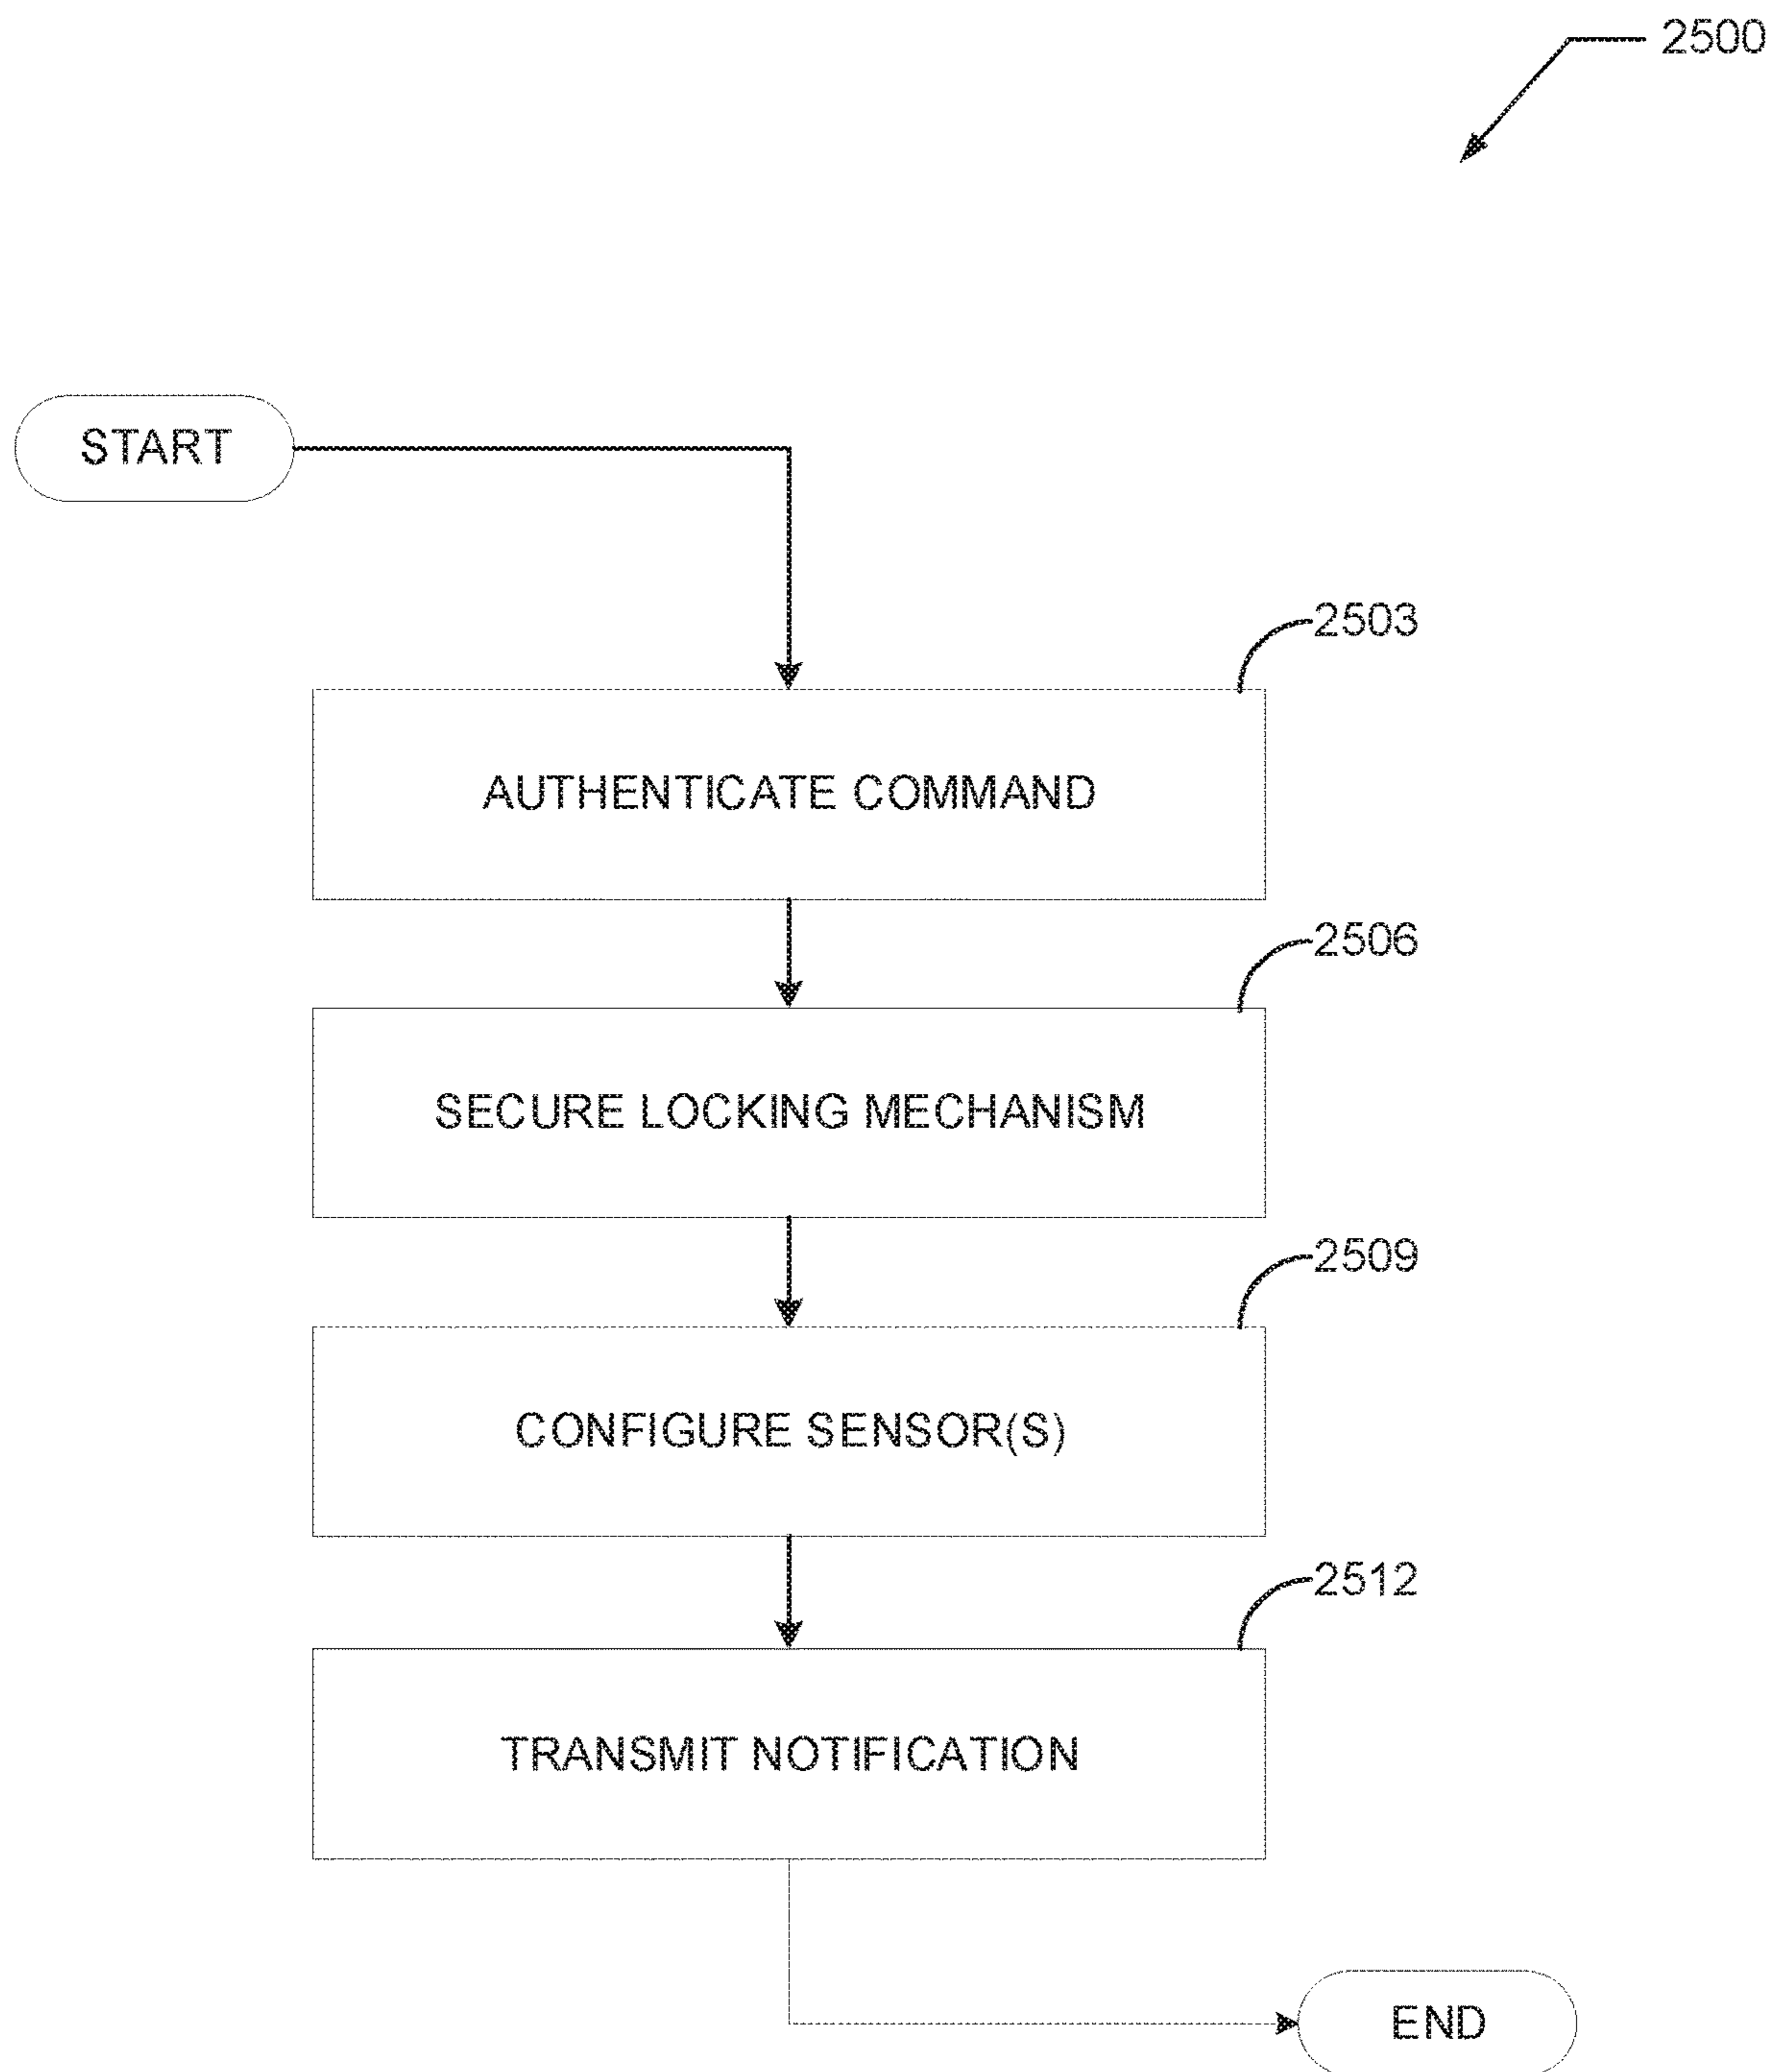 2500
START
2503
AUTHENTICATE COMMAND
2506
SECURE LOCKING MECHANISM
2509
CONFIGURE SENSOR(S)
2512
TRANSMIT NOTIFICATION
END